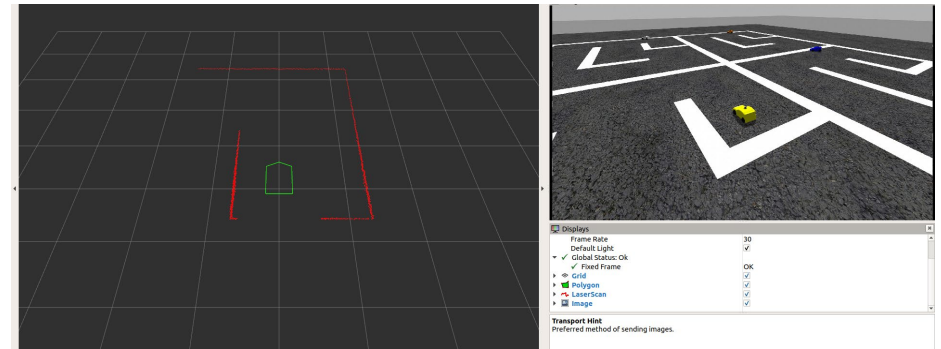 Displays
Frame Rate 30
Default Light
Global Status: Ok
Fixed Frame OK
Grid
Polygon
LaserScan
Image
Transport Hint
Preferred method of sending images.